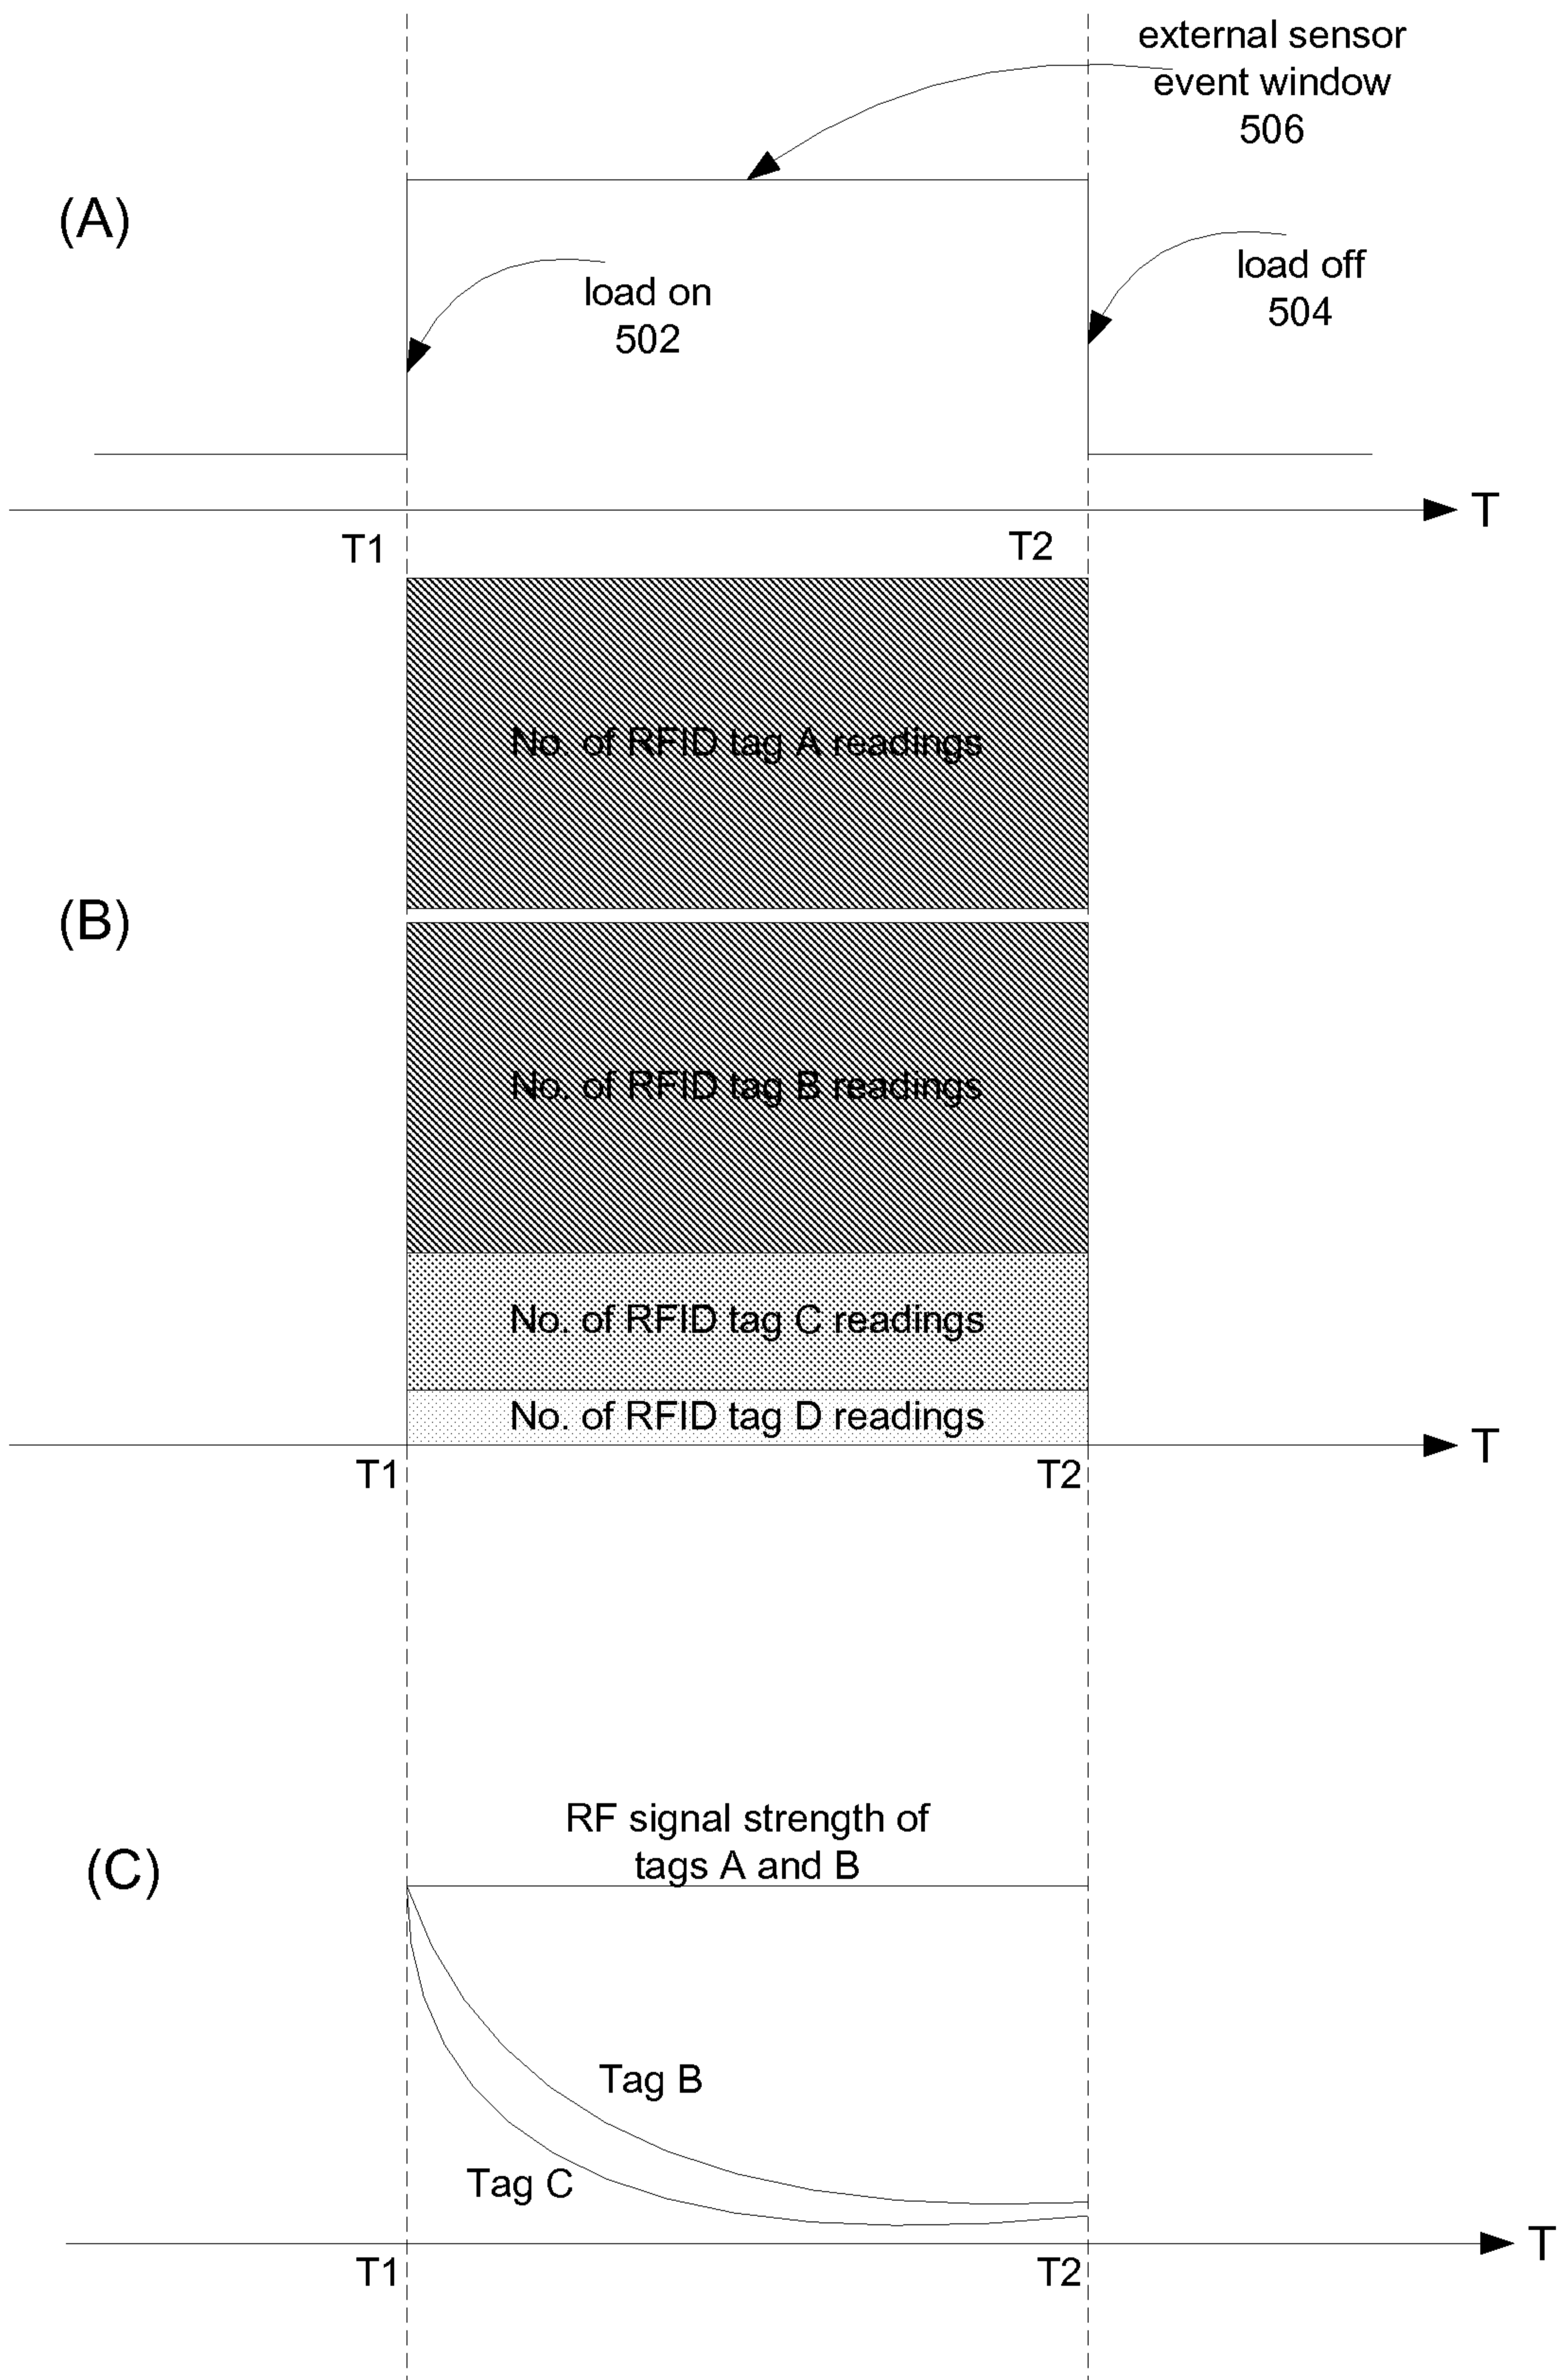 external sensor
event window
506
(A)
load on
502
load off
504
T
T1
T2
No. of RFID tag A readings
(B)
No. of RFID tag B readings
No. of RFID tag C readings
No. of RFID tag D readings
T
T1
T2
RF signal strength of
tags A and B
(C)
Tag B
Tag C
T
T1
T2